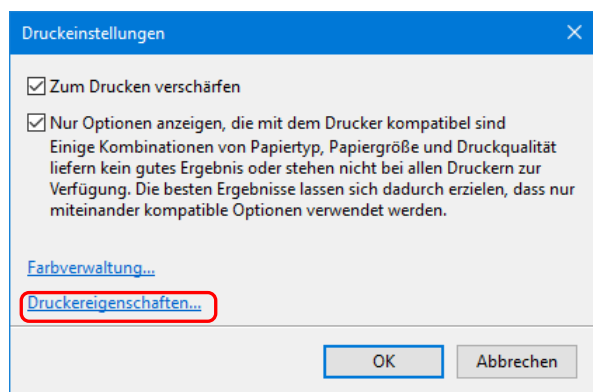 Druckeinstellungen
Zum Drucken verschärfen
Nur Optionen anzeigen, die mit dem Drucker kompatibel sind
Einige Kombinationen von Papiertyp, Papiergröße und Druckqualität
liefern kein gutes Ergebnis oder stehen nicht bei allen Druckern zur
Verfügung. Die besten Ergebnisse lassen sich dadurch erzielen, dass nur
miteinander kompatible Optionen verwendet werden.
Farbverwaltung...
Druckereigenschaften...
OK
Abbrechen